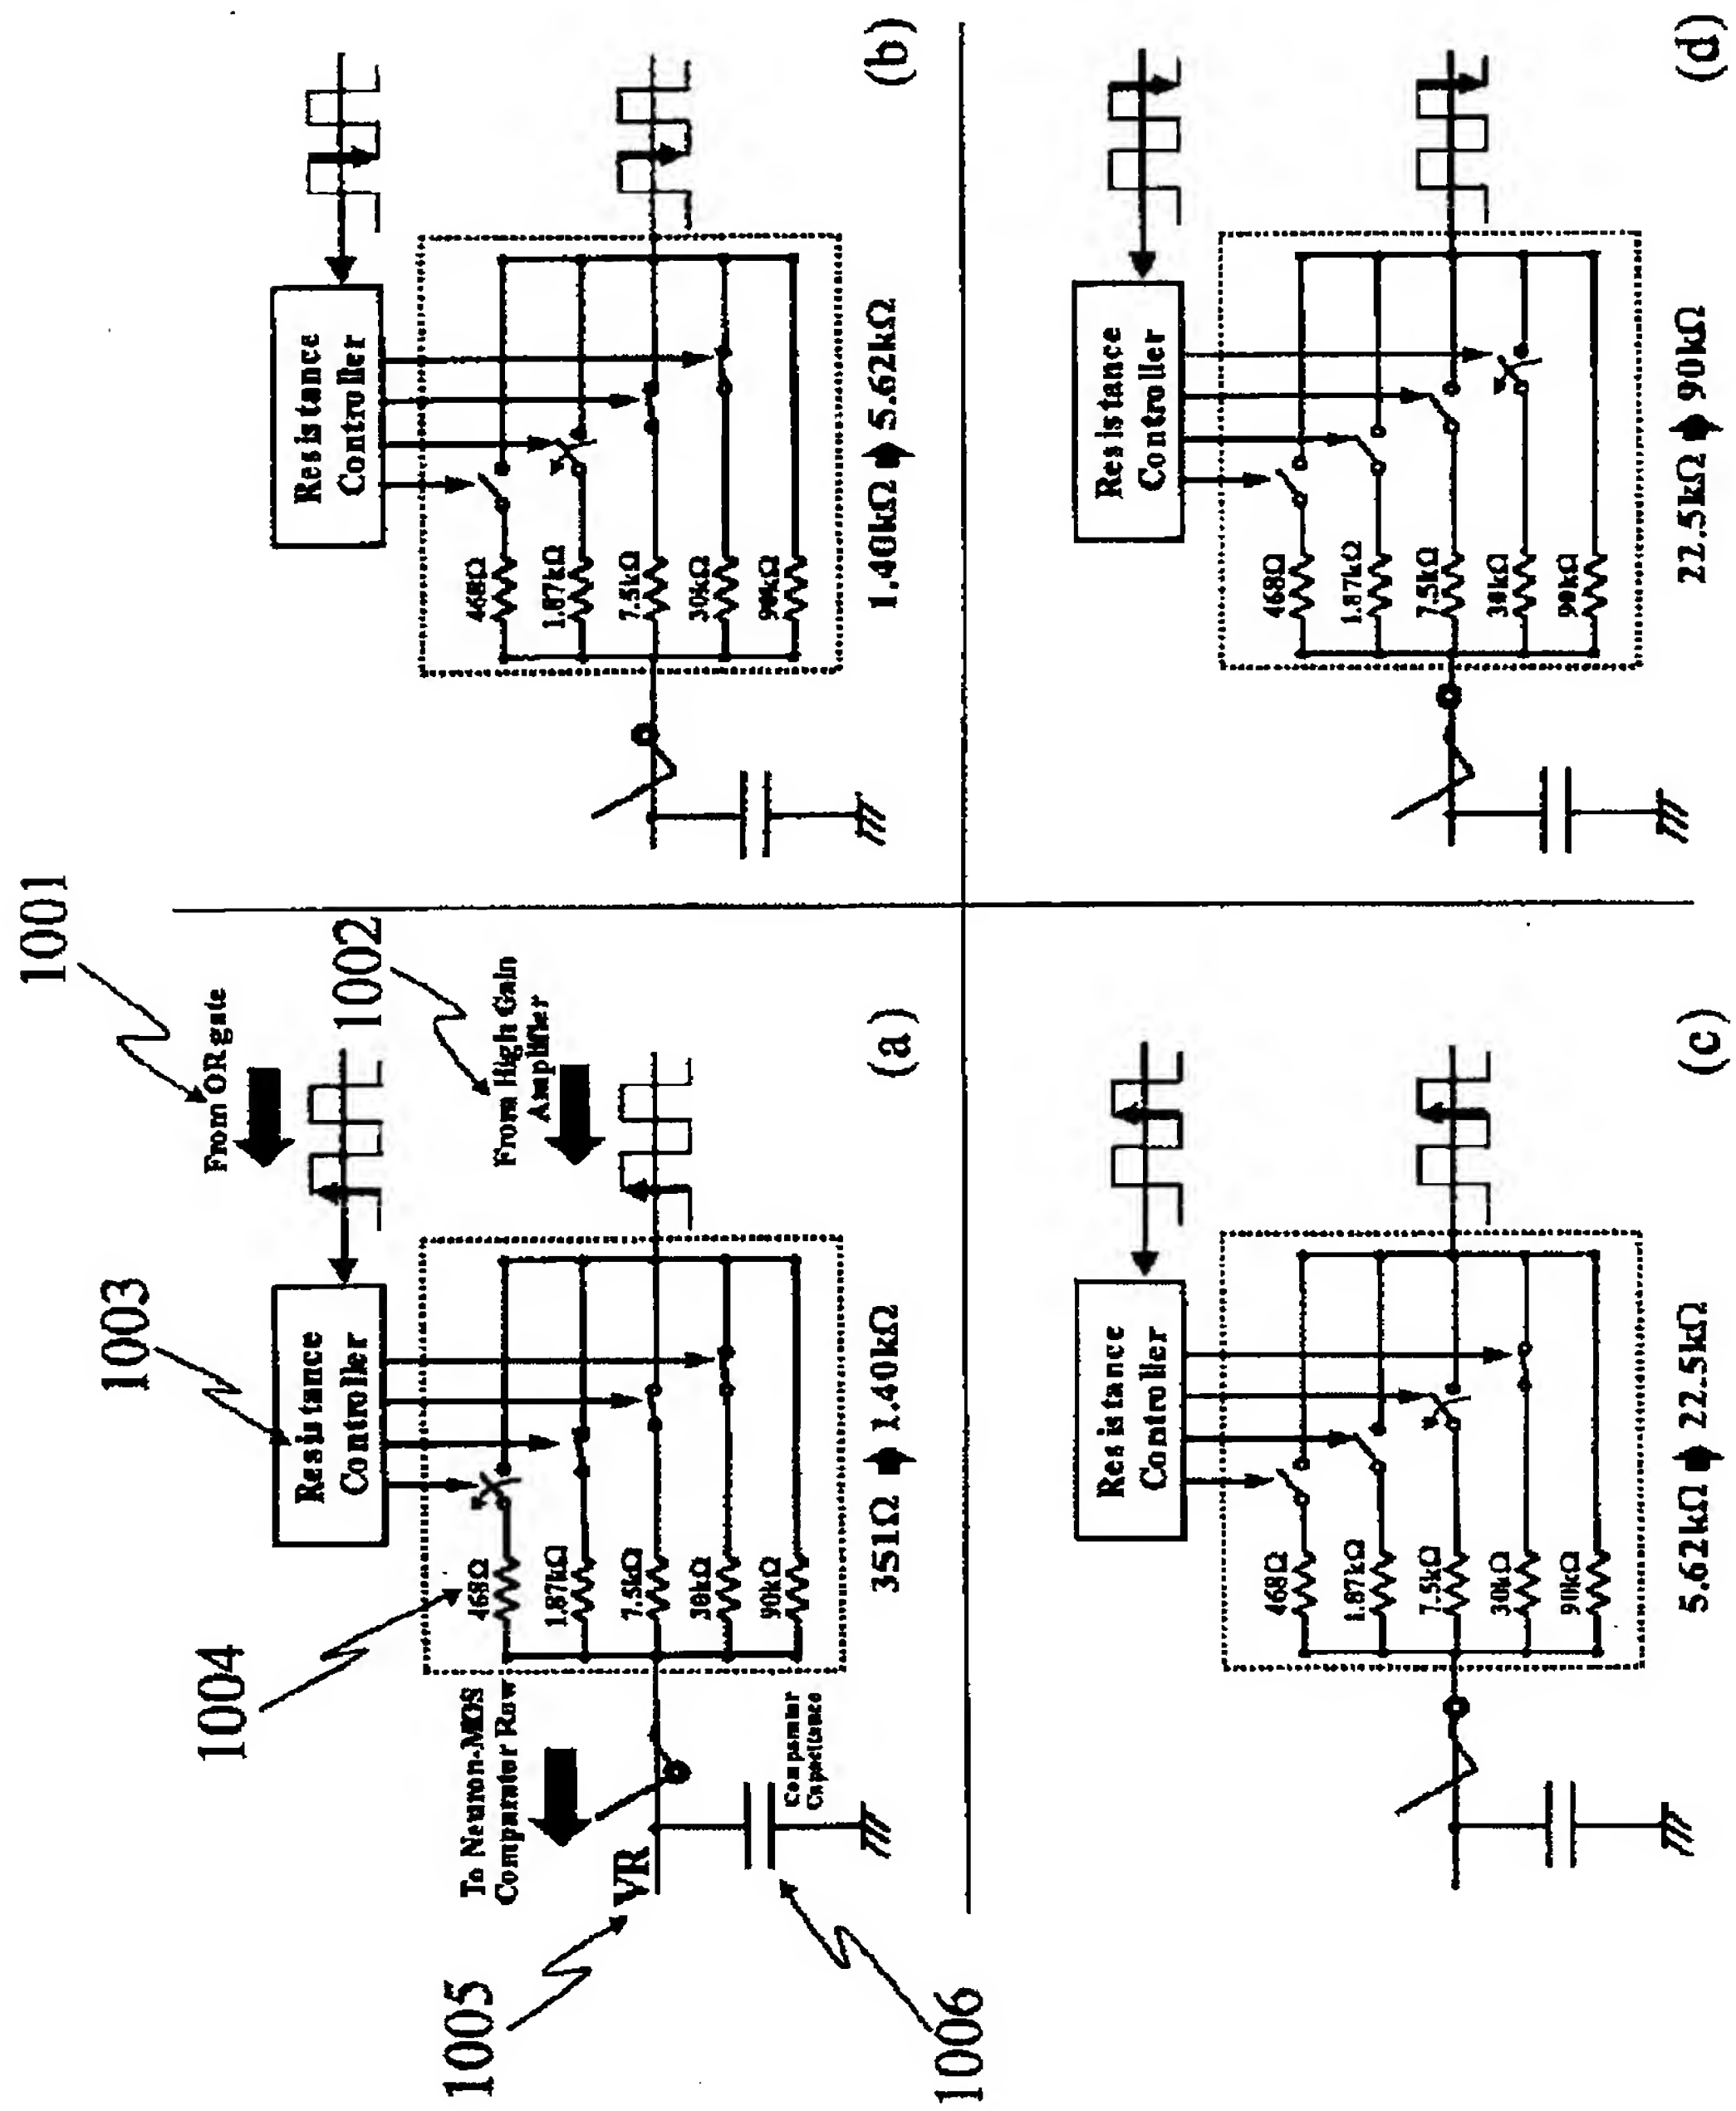 1001
From OR gate
1002
From High Gain
Amplifier
1003
Resistance
Controller
1004
468Ω
1.87kΩ
7.5kΩ
30kΩ
90kΩ
To Neuron-MOS
Comparator Row
1005
VR
Comparator
Capacitance
1006
351Ω
1.40kΩ
(a)
Resistance
Controller
468Ω
1.87kΩ
7.5kΩ
30kΩ
90kΩ
1.40kΩ
5.62kΩ
(b)
Resistance
Controller
468Ω
1.87kΩ
7.5kΩ
30kΩ
90kΩ
5.62kΩ
22.5kΩ
(c)
Resistance
Controller
468Ω
1.87kΩ
7.5kΩ
30kΩ
90kΩ
22.5kΩ
90kΩ
(d)